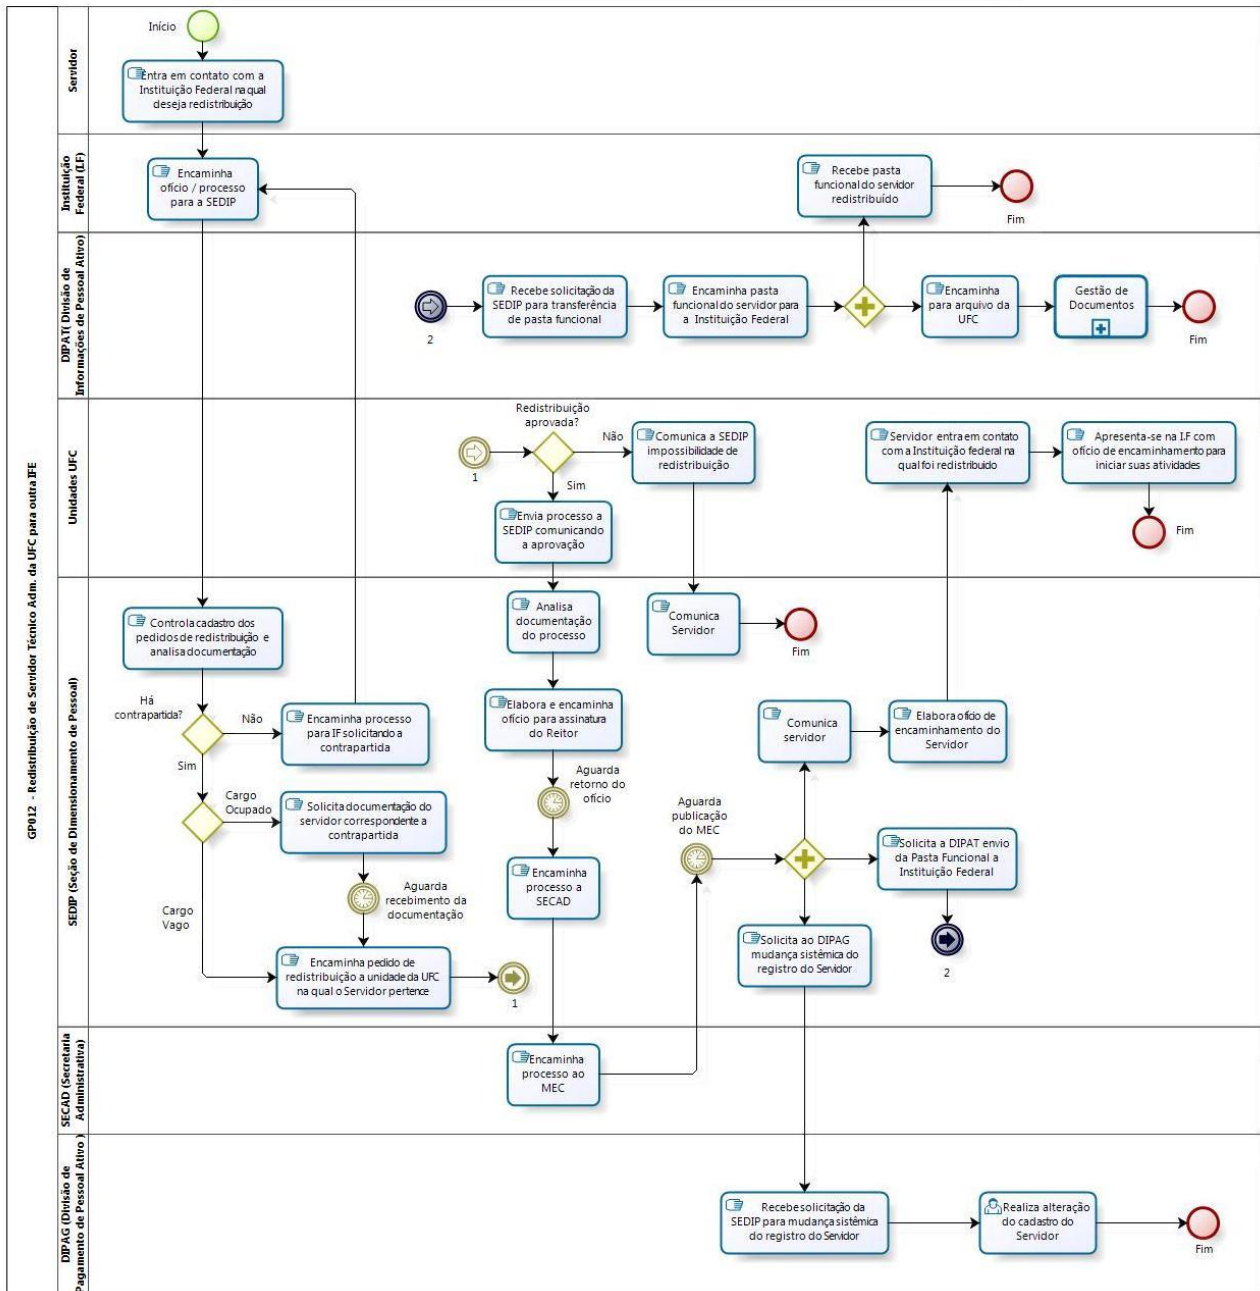 GP012 - Redistribuição de Servidor Técnico Adm. da UFC para outra IEFE
Servidor
Início
Entra em contato com a
Instituição Federal na qual
deseja redistribuição
Instituição
Federal (I.F)
Encaminha
ofício / processo
para a SEDIP
Recebe pasta
funcional do servidor
redistribuído
Fim
DIPAT( Divisão de
Informações de Pessoal Ativo)
2
Recebe solicitação da
SEDIP para transferência
de pasta funcional
Encaminha pasta
funcional do servidor para
a Instituição Federal
Encaminha
para arquivo da
UFC
Gestão de
Documentos
Fim
Unidades UFC
1
Redistribuição
aprovada?
Não
Sim
Comunica a SEDIP
impossibilidade de
redistribuição
Envia processo a
SEDIP comunicando
a aprovação
Servidor entra em contato
com a Instituição federal na
qual foi redistribuido
Apresenta-se na I.F com
ofício de encaminhamento para
iniciar suas atividades
Fim
SEDIP (Seção de Dimensionamento de Pessoal)
Controla cadastro dos
pedidos de redistribuição e
analisa documentação
Há
contrapartida?
Não
Sim
Encaminha processo
para IF solicitando a
contrapartida
Cargo
Ocupado
Solicita documentação do
servidor correspondente a
contrapartida
Aguarda
recebimento da
documentação
Cargo
Vago
Encaminha pedido de
redistribuição a unidade da UFC
na qual o Servidor pertence
1
Analisa
documentação
do processo
Elabora e encaminha
ofício para assinatura
do Reitor
Aguarda
retorno do
ofício
Encaminha
processo a
SECAD
Comunica
Servidor
Fim
Aguarda
publicação
do MEC
Comunica
servidor
Elabora ofício de
encaminhamento do
Servidor
Solicita a DIPAT envio
da Pasta Funcional a
Instituição Federal
2
Solicita ao DIPAG
mudança sistêmica do
registro do Servidor
SECAD (Secretaria
Administrativa)
Encaminha
processo ao
MEC
DIPAG (Divisão de
Pagamento de Pessoal Ativo )
Recebe solicitação da
SEDIP para mudança sistêmica
do registro do Servidor
Realiza alteração
do cadastro do
Servidor
Fim